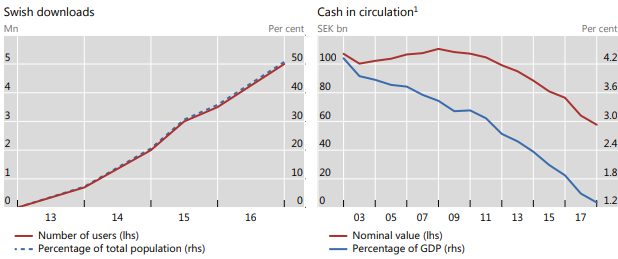 Swish downloads
Mn Per cent
5 50
4 40
3 30
2 20
1 10
0 0
13 14 15 16
Number of users (lhs)
Percentage of total population (rhs)
Cash in circulation¹
SEK bn Per cent
100 4.2
80 3.6
60 3.0
40 2.4
20 1.8
0 1.2
03 05 07 09 11 13 15 17
Nominal value (lhs)
Percentage of GDP (rhs)